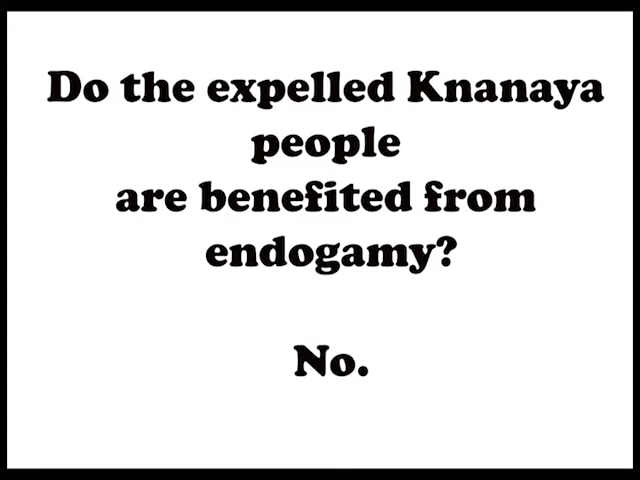 Do the expelled Knanaya
people
are benefited from
endogamy?
No.